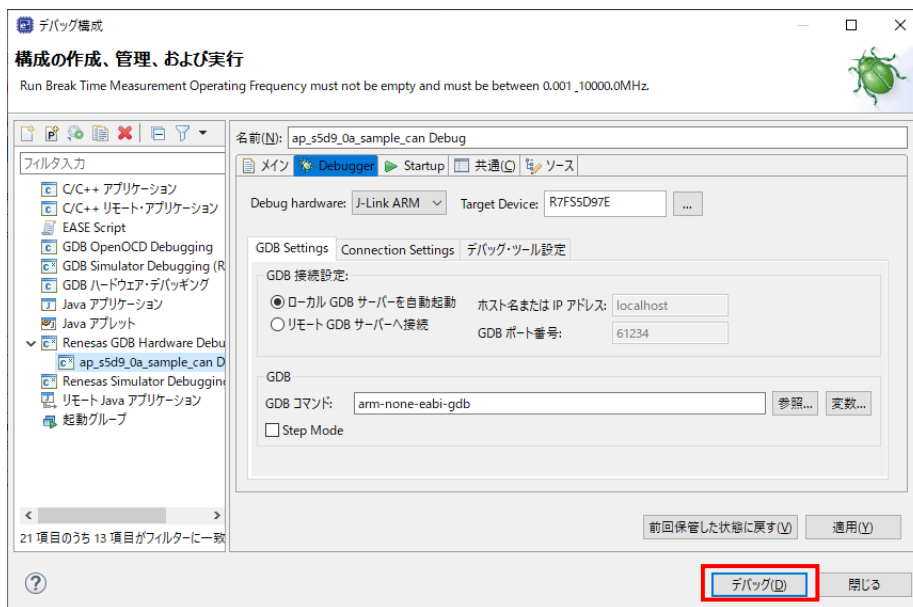 デバッグ構成
構成の作成、管理、および実行
Run Break Time Measurement Operating Frequency must not be empty and must be between 0.001_10000.0MHz.
フィルタ入力
C/C++ アプリケーション
C/C++ リモート・アプリケーション
EASE Script
GDB OpenOCD Debugging
GDB Simulator Debugging (R
GDB ハードウェア・デバッギング
Java アプリケーション
Java アプレット
Renesas GDB Hardware Debu
ap_s5d9_0a_sample_can D
Renesas Simulator Debuggin
リモート Java アプリケーション
起動グループ
21 項目のうち 13 項目がフィルターに一致
名前(N): ap_s5d9_0a_sample_can Debug
メイン Debugger Startup 共通(C) ソース
Debug hardware: J-Link ARM Target Device: R7FS5D97E ...
GDB Settings Connection Settings デバッグ・ツール設定
GDB 接続設定:
ローカル GDB サーバーを自動起動 ホスト名または IP アドレス: localhost
リモート GDB サーバーへ接続 GDB ポート番号: 61234
GDB
GDB コマンド: arm-none-eabi-gdb 参照... 変数...
Step Mode
前回保管した状態に戻す(V) 適用(Y)
? デバッグ(D) 閉じる